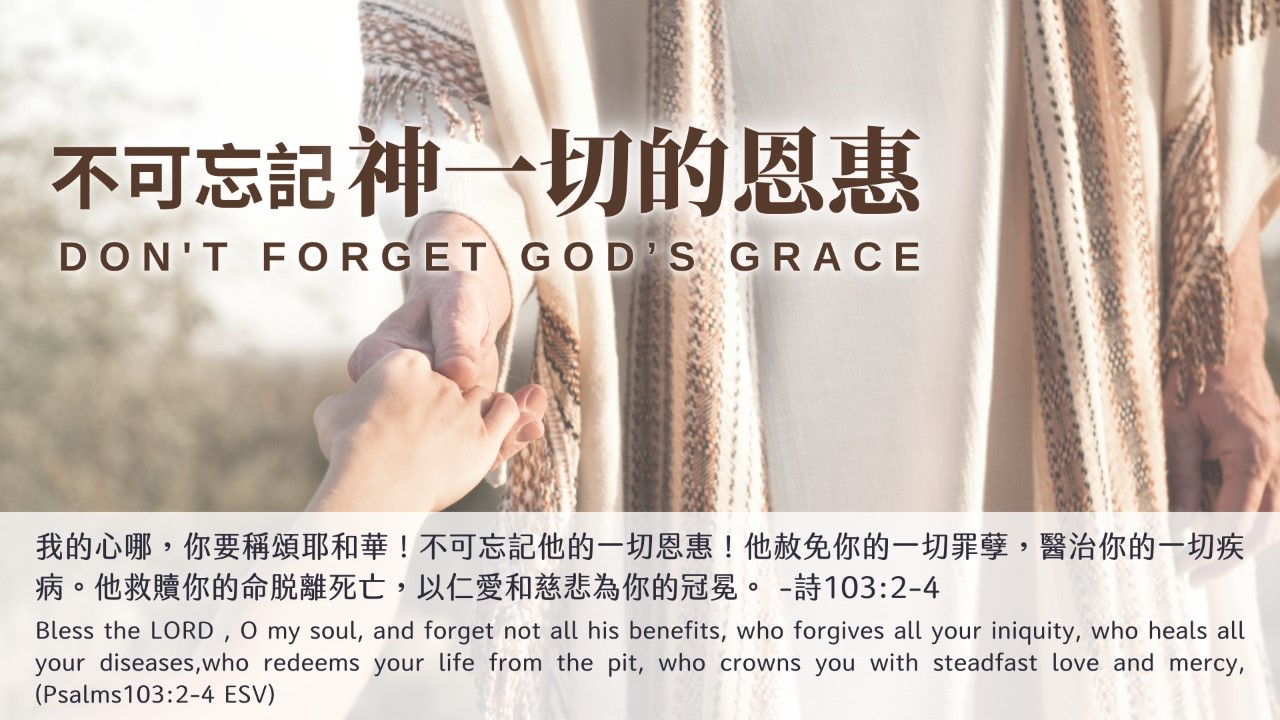 不可忘記神一切的恩惠
DON'T FORGET GOD’S GRACE
我的心哪，你要稱頌耶和華！不可忘記他的一切恩惠！他赦免你的一切罪孽，醫治你的一切疾
病。他救贖你的命脫離死亡，以仁愛和慈悲為你的冠冕。 -詩103:2-4
Bless the LORD , O my soul, and forget not all his benefits, who forgives all your iniquity, who heals all
your diseases,who redeems your life from the pit, who crowns you with steadfast love and mercy,
(Psalms103:2-4 ESV)